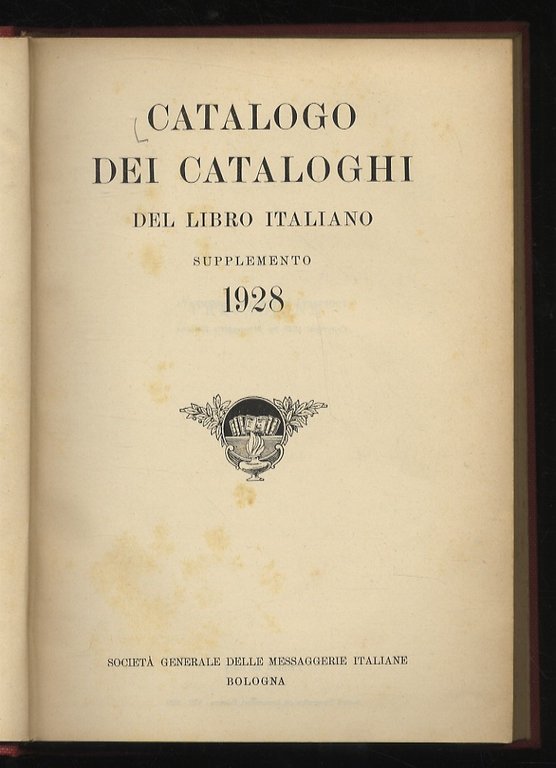 CATALOGO
DEI CATALOGHI
DEL LIBRO ITALIANO
SUPPLEMENTO
1928
SOCIETÀ GENERALE DELLE MESSAGGERIE ITALIANE
BOLOGNA